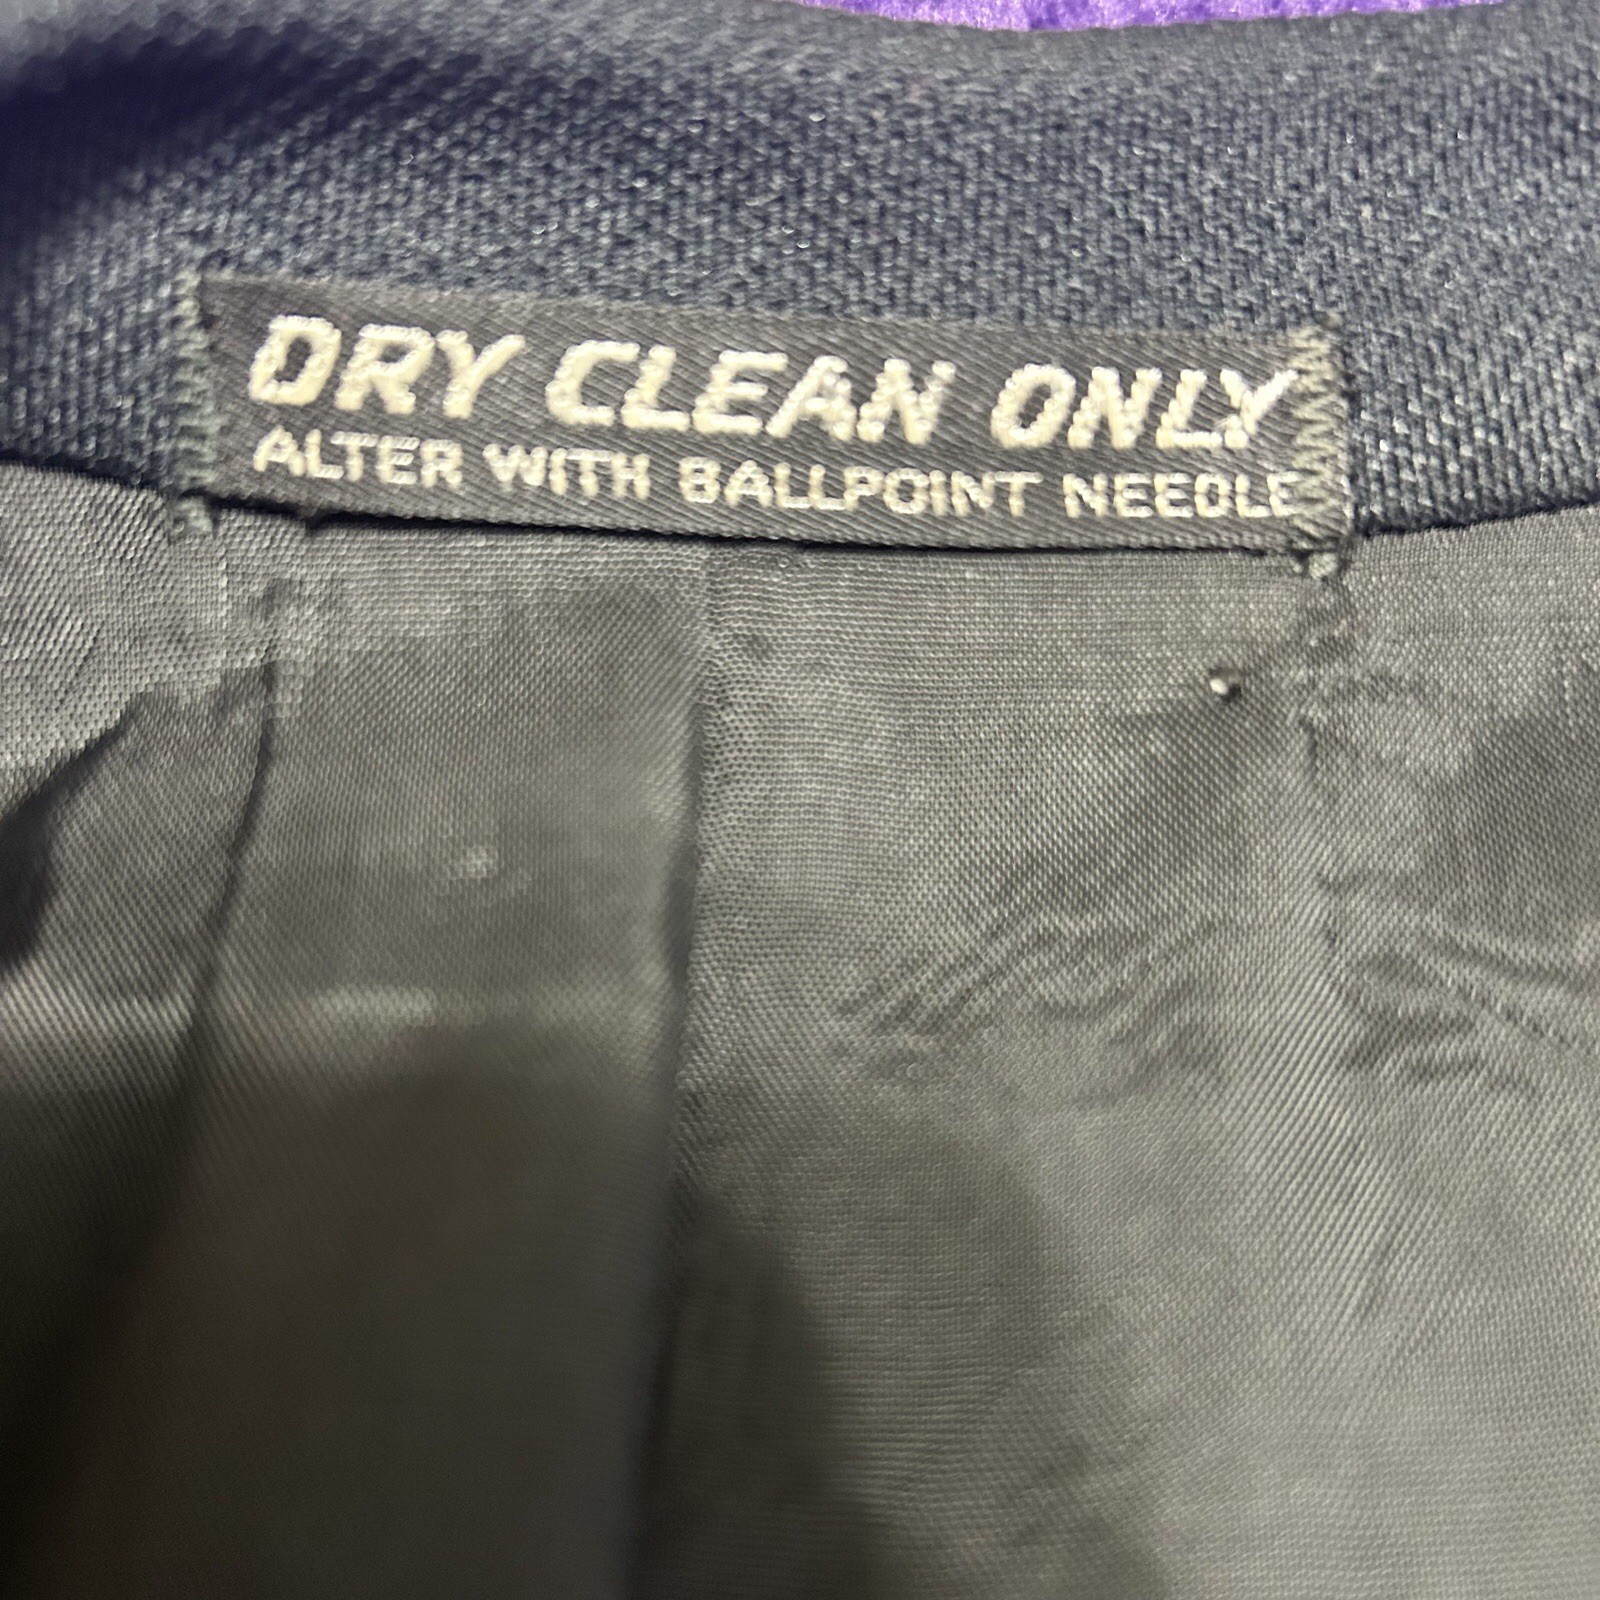 DRY CLEAN ONLY
ALTER WITH BALLPOINT NEEDLE